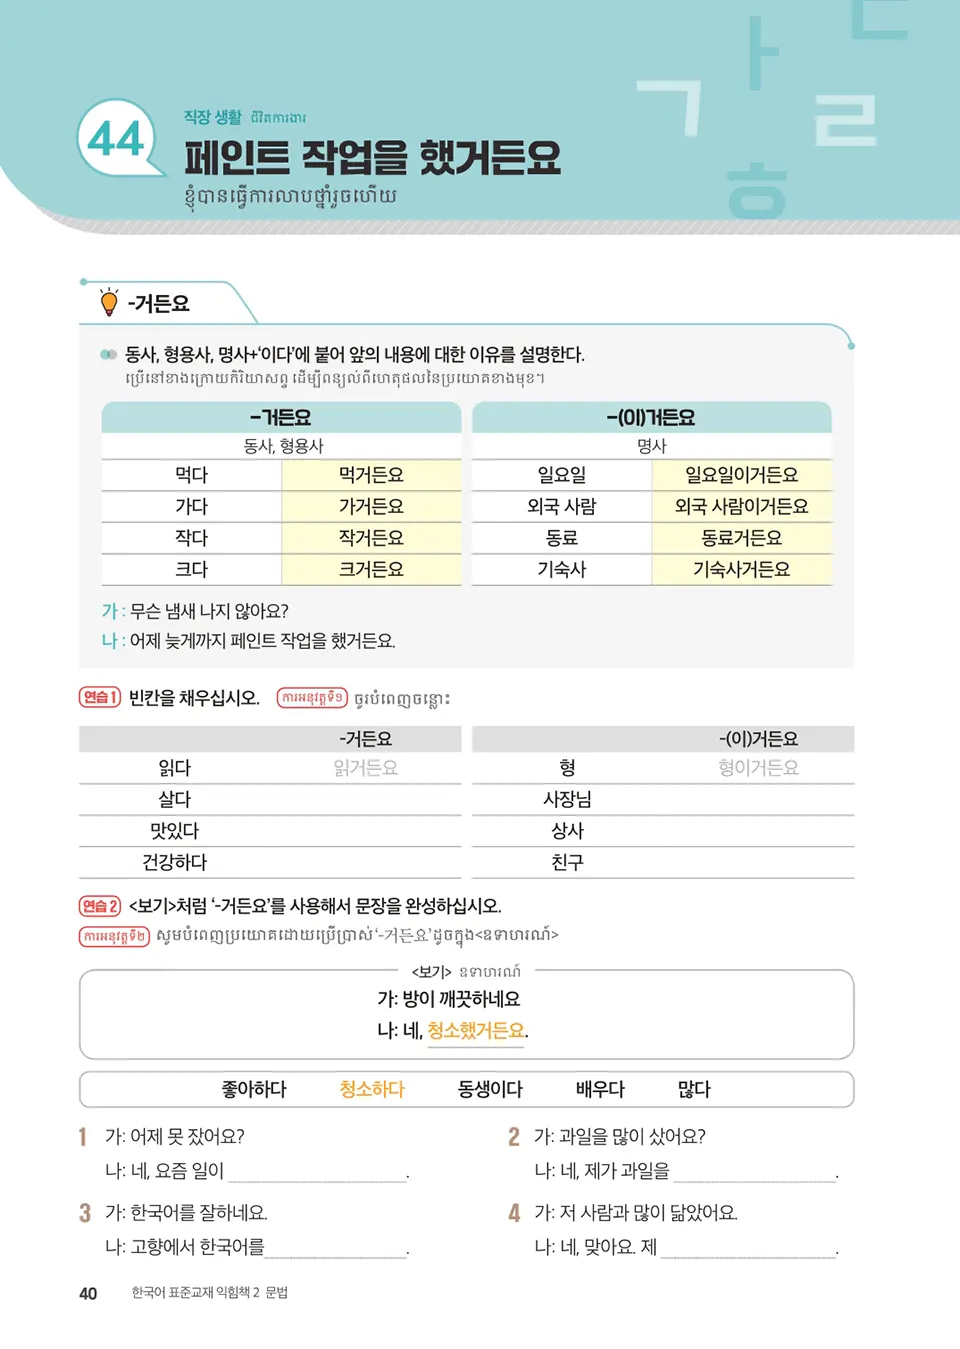 44
직장 생활 ជីវិតការងារ
페인트 작업을 했거든요
ខ្ញុំបានធ្វើការលាបថ្នាំរួចហើយ
ㄱ ㅏ ㄷ ㄹ ㅎ
-거든요
동사, 형용사, 명사+‘이다’에 붙어 앞의 내용에 대한 이유를 설명한다.
ប្រើនៅខាងក្រោយកិរិយាសព្ទ ដើម្បីពន្យល់ពីហេតុផលនៃប្រយោគខាងមុខ។
-거든요 -(이)거든요
동사, 형용사 명사
먹다 먹거든요 일요일 일요일이거든요
가다 가거든요 외국 사람 외국 사람이거든요
작다 작거든요 동료 동료거든요
크다 크거든요 기숙사 기숙사거든요
가 : 무슨 냄새 나지 않아요?
나 : 어제 늦게까지 페인트 작업을 했거든요.
연습 1 빈칸을 채우십시오. ការអនុវត្តទី១ ចូរបំពេញចន្លោះ
-거든요 -(이)거든요
읽다 읽거든요 형 형이거든요
살다 사장님
맛있다 상사
건강하다 친구
연습 2 <보기>처럼 ‘-거든요’를 사용해서 문장을 완성하십시오.
ការអនុវត្តទី២ សូមបំពេញប្រយោគដោយប្រើប្រាស់ ‘-거든요’ ដូចក្នុង<ឧទាហរណ៍>
<보기> ឧទាហរណ៍
가: 방이 깨끗하네요
나: 네, 청소했거든요.
좋아하다 청소하다 동생이다 배우다 많다
1 가: 어제 못 잤어요? 2 가: 과일을 많이 샀어요?
나: 네, 요즘 일이 . 나: 네, 제가 과일을 .
3 가: 한국어를 잘하네요. 4 가: 저 사람과 많이 닮았어요.
나: 고향에서 한국어를 . 나: 네, 맞아요. 제 .
40 한국어 표준교재 익힘책 2 문법